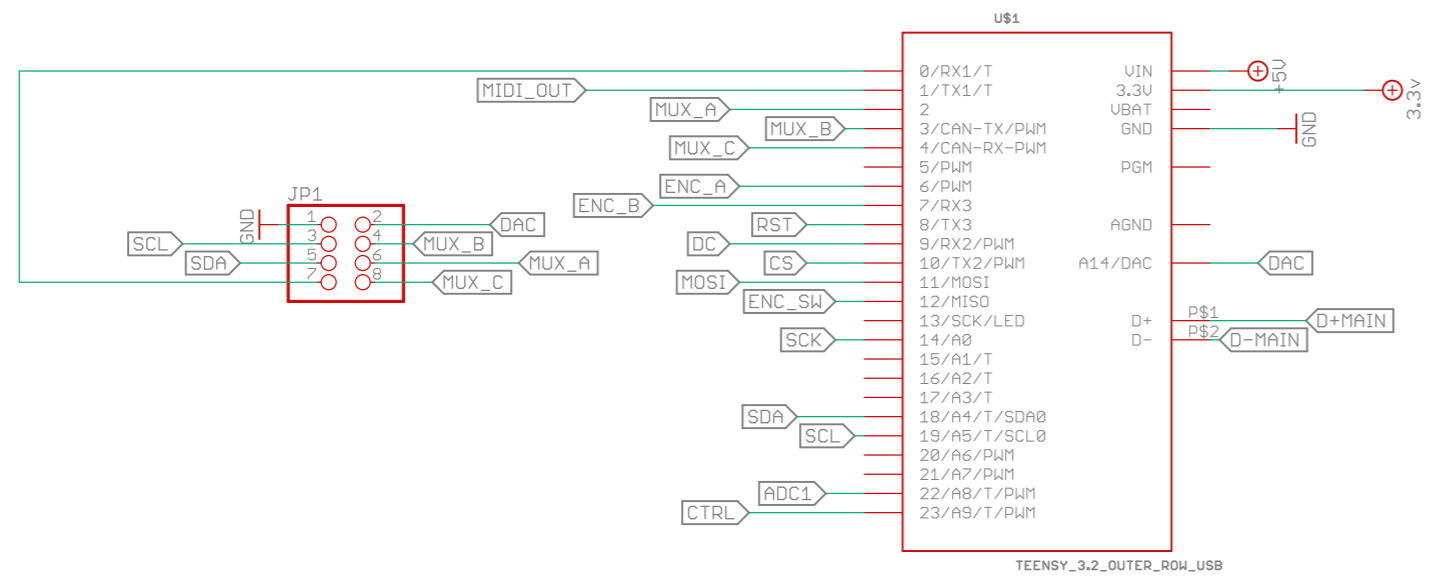 U$1
0/RX1/T
VIN
+5V
MIDI_OUT
1/TX1/T
3.3V
3.3v
MUX_A
2
VBAT
MUX_B
3/CAN-TX/PWM
GND
GND
MUX_C
4/CAN-RX-PWM
5/PWM
PGM
ENC_A
6/PWM
ENC_B
7/RX3
RST
8/TX3
AGND
DC
9/RX2/PWM
CS
10/TX2/PWM
A14/DAC
DAC
MOSI
11/MOSI
ENC_SW
12/MISO
13/SCK/LED
D+
P$1
D+MAIN
SCK
14/A0
D-
P$2
D-MAIN
15/A1/T
16/A2/T
17/A3/T
SDA
18/A4/T/SDA0
SCL
19/A5/T/SCL0
20/A6/PWM
21/A7/PWM
ADC1
22/A8/T/PWM
CTRL
23/A9/T/PWM
TEENSY_3.2_OUTER_ROW_USB
JP1
GND
1
2
DAC
SCL
3
4
MUX_B
SDA
5
6
MUX_A
7
8
MUX_C